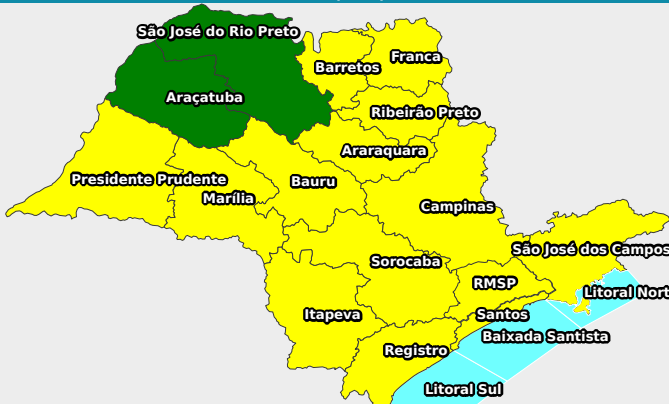 São José do Rio Preto
Franca
Barretos
Araçatuba
Ribeirão Preto
Araraquara
Presidente Prudente
Bauru
Marília
Campinas
São José dos Campos
Sorocaba
RMSP
Litoral Nort
Itapeva
Santos
Baixada Santista
Registro
Litoral Sul